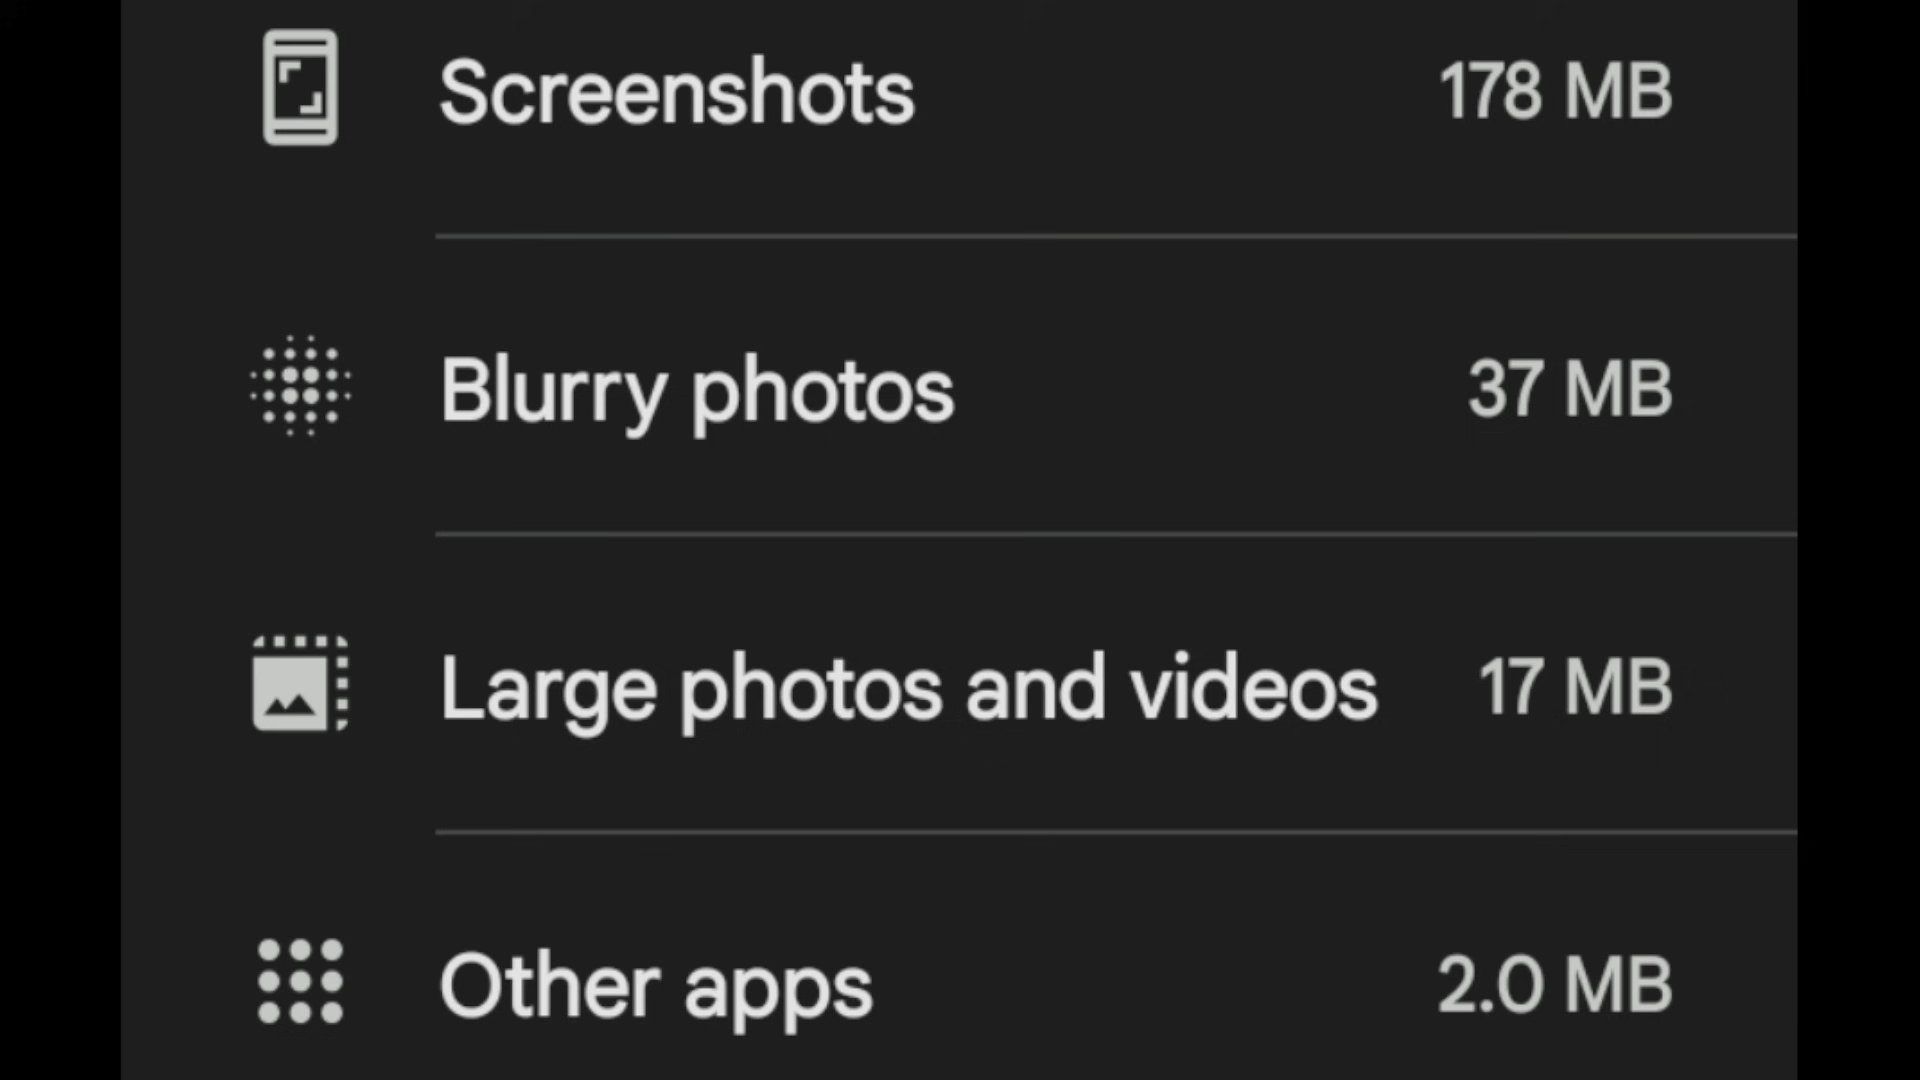 Screenshots 178 MB
Blurry photos 37 MB
Large photos and videos 17 MB
Other apps 2.0 MB